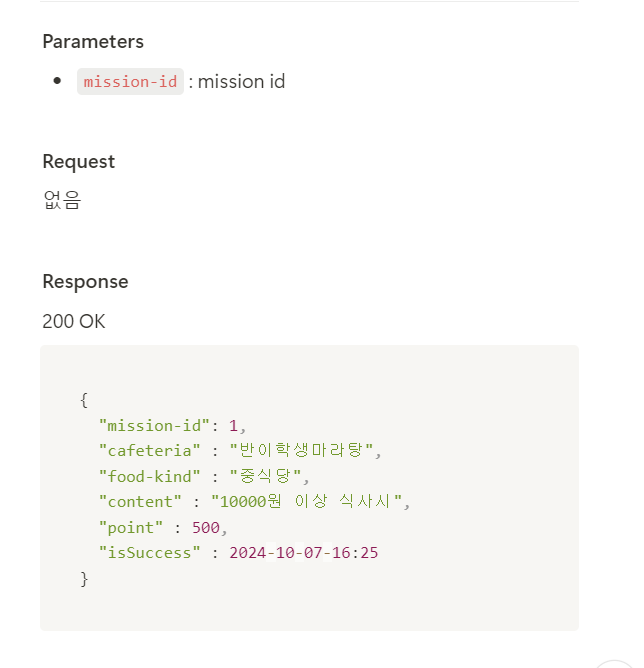 Parameters
• mission-id : mission id
Request
없음
Response
200 OK
{
"mission-id": 1,
"cafeteria" : "반이학생마라탕",
"food-kind" : "중식당",
"content" : "10000원 이상 식사시",
"point" : 500,
"isSuccess" : 2024-10-07-16:25
}